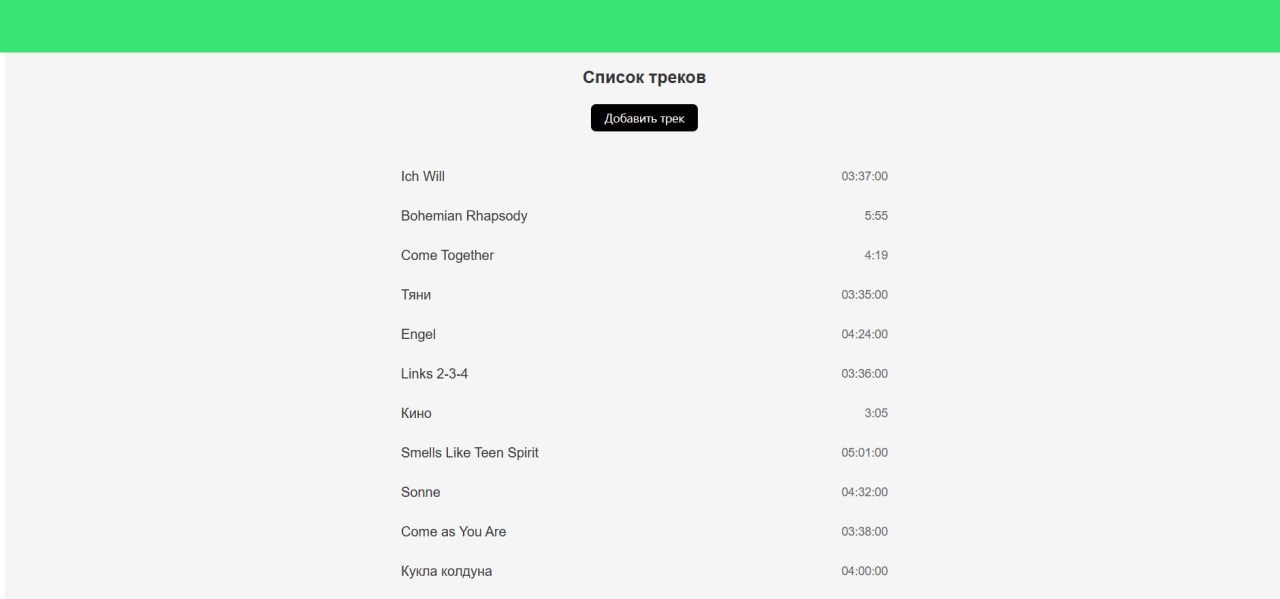 Список треков
Добавить трек
Ich Will 03:37:00
Bohemian Rhapsody 5:55
Come Together 4:19
Тяни 03:35:00
Engel 04:24:00
Links 2-3-4 03:36:00
Кино 3:05
Smells Like Teen Spirit 05:01:00
Sonne 04:32:00
Come as You Are 03:38:00
Кукла колдуна 04:00:00